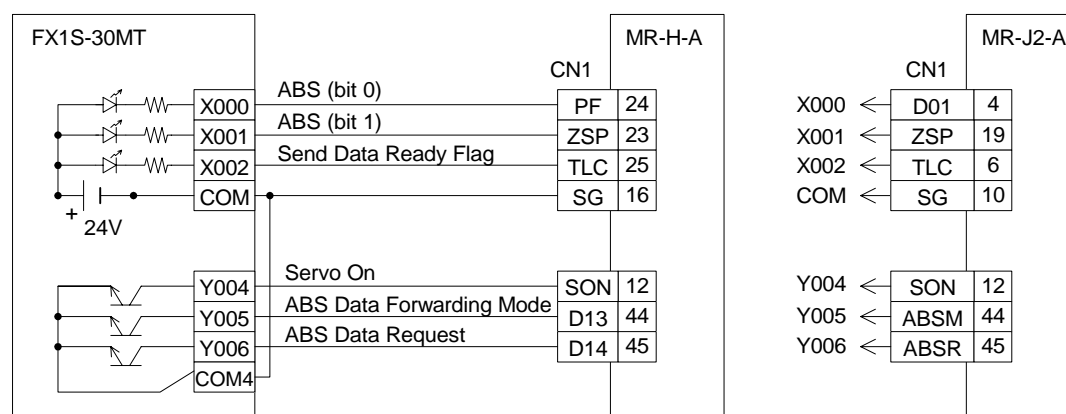 FX1S-30MT MR-H-A MR-J2-A
CN1 CN1
X000 ABS (bit 0) PF 24 X000 D01 4
X001 ABS (bit 1) ZSP 23 X001 ZSP 19
X002 Send Data Ready Flag TLC 25 X002 TLC 6
COM SG 16 COM SG 10
+ 24V
Y004 Servo On SON 12 Y004 SON 12
Y005 ABS Data Forwarding Mode D13 44 Y005 ABSM 44
Y006 ABS Data Request D14 45 Y006 ABSR 45
COM4